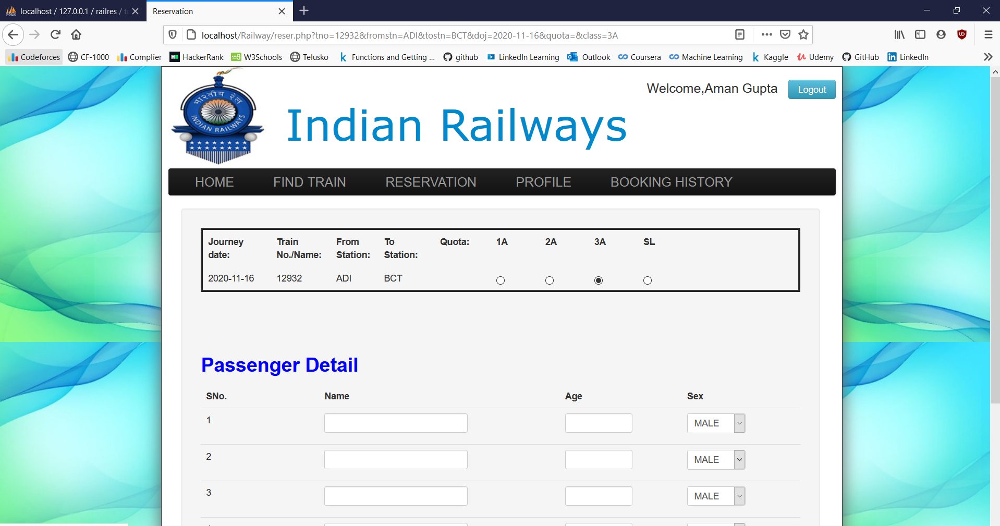 localhost / 127.0.0.1 / railres / t
Reservation
localhost/Railway/reser.php?tno=12932&fromstn=ADI&tostn=BCT&doj=2020-11-16&quota=&class=3A
Codeforces CF-1000 Complier HackerRank W3Schools Telusko Functions and Getting ... github LinkedIn Learning Outlook Coursera Machine Learning Kaggle Udemy GitHub LinkedIn
भारतीय रेल
INDIAN RAILWAYS
Welcome,Aman Gupta Logout
Indian Railways
HOME FIND TRAIN RESERVATION PROFILE BOOKING HISTORY
Journey date: Train No./Name: From Station: To Station: Quota: 1A 2A 3A SL
2020-11-16 12932 ADI BCT
Passenger Detail
SNo. Name Age Sex
1 MALE
2 MALE
3 MALE